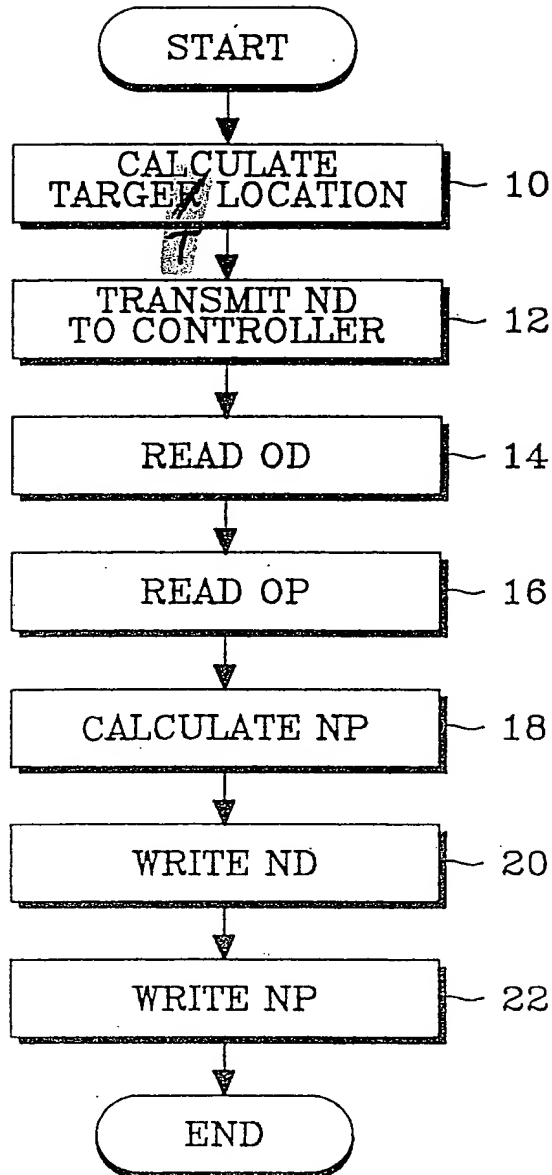 START
CALCULATE
TARGER LOCATION
10
T
TRANSMIT ND
TO CONTROLLER
12
READ OD
14
READ OP
16
CALCULATE NP
18
WRITE ND
20
WRITE NP
22
END